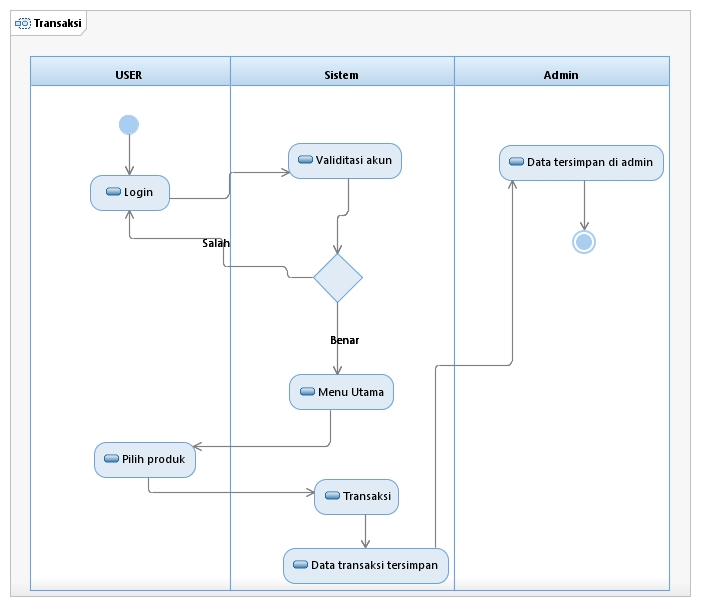 Transaksi
USER
Sistem
Admin
Validitasi akun
Data tersimpan di admin
Login
Salah
Benar
Menu Utama
Pilih produk
Transaksi
Data transaksi tersimpan